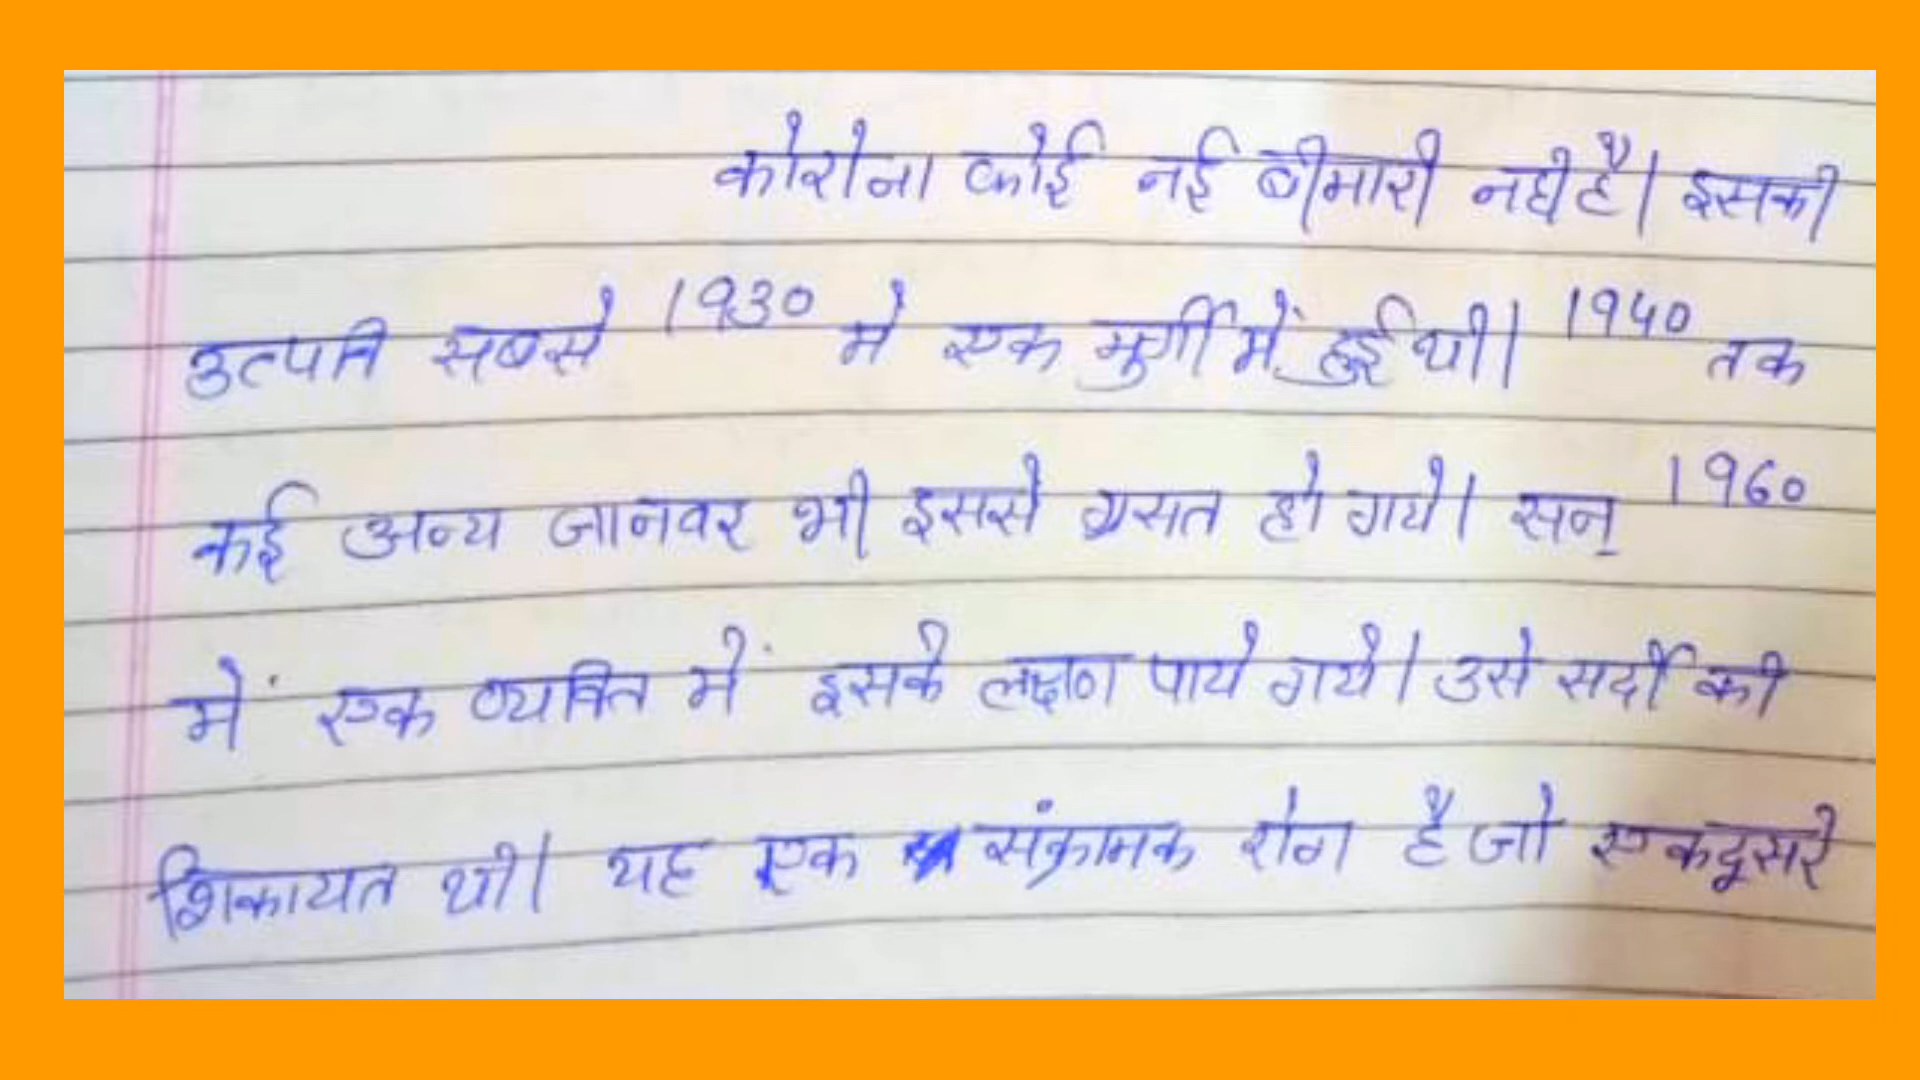 कोरोना कोई नई बीमारी नही है। इसकी
उत्पति सबसे 1930 मे एक मुर्गी में हुई थी। 1940 तक
कई अन्य जानवर भी इससे ग्रसत हो गये। सन् 1960
में एक व्यक्ति में इसके लक्षण पाये गये। उसे सर्दी की
शिकायत थी। यह एक संक्रामक रोग है जो एकदूसरे